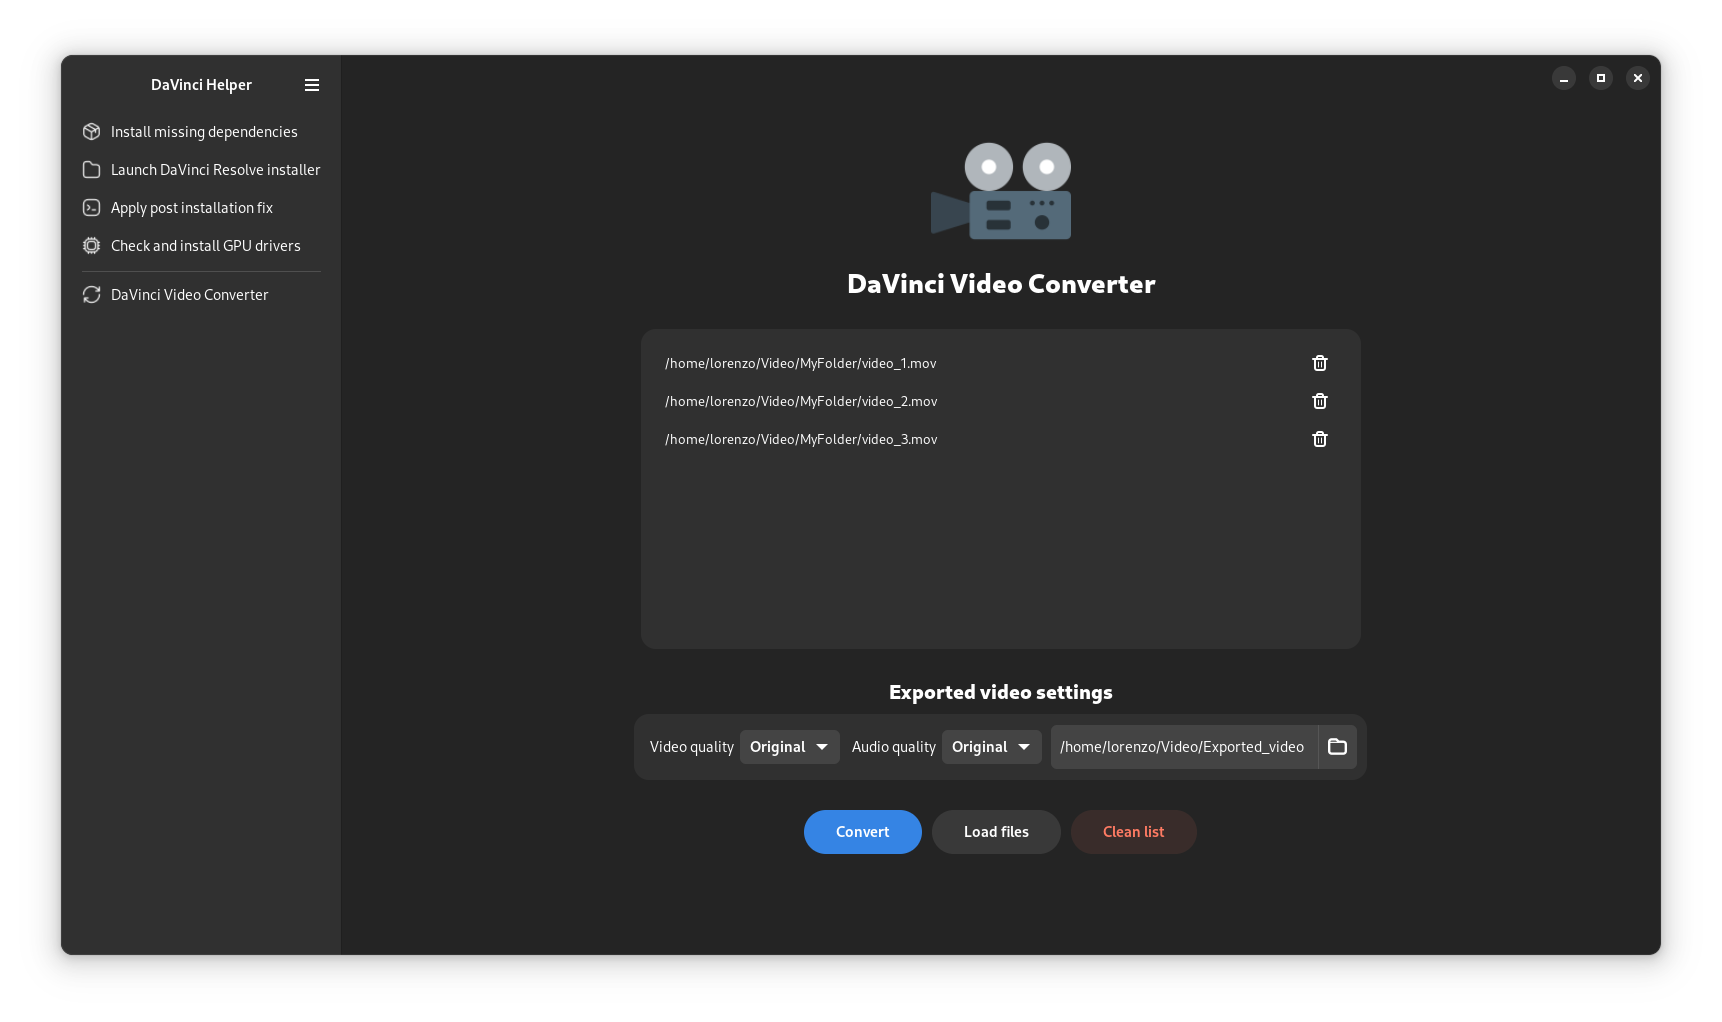 DaVinci Helper
Install missing dependencies
Launch DaVinci Resolve installer
Apply post installation fix
Check and install GPU drivers
DaVinci Video Converter
DaVinci Video Converter
/home/lorenzo/Video/MyFolder/video_1.mov
/home/lorenzo/Video/MyFolder/video_2.mov
/home/lorenzo/Video/MyFolder/video_3.mov
Exported video settings
Video quality Original Audio quality Original /home/lorenzo/Video/Exported_video
Convert Load files Clean list